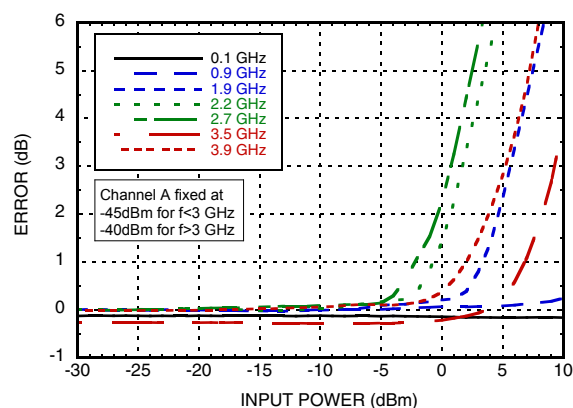 6
5
4
3
2
1
0
-1
ERROR (dB)
0.1 GHz
0.9 GHz
1.9 GHz
2.2 GHz
2.7 GHz
3.5 GHz
3.9 GHz
Channel A fixed at
-45dBm for f<3 GHz
-40dBm for f>3 GHz
-30 -25 -20 -15 -10 -5 0 5 10
INPUT POWER (dBm)